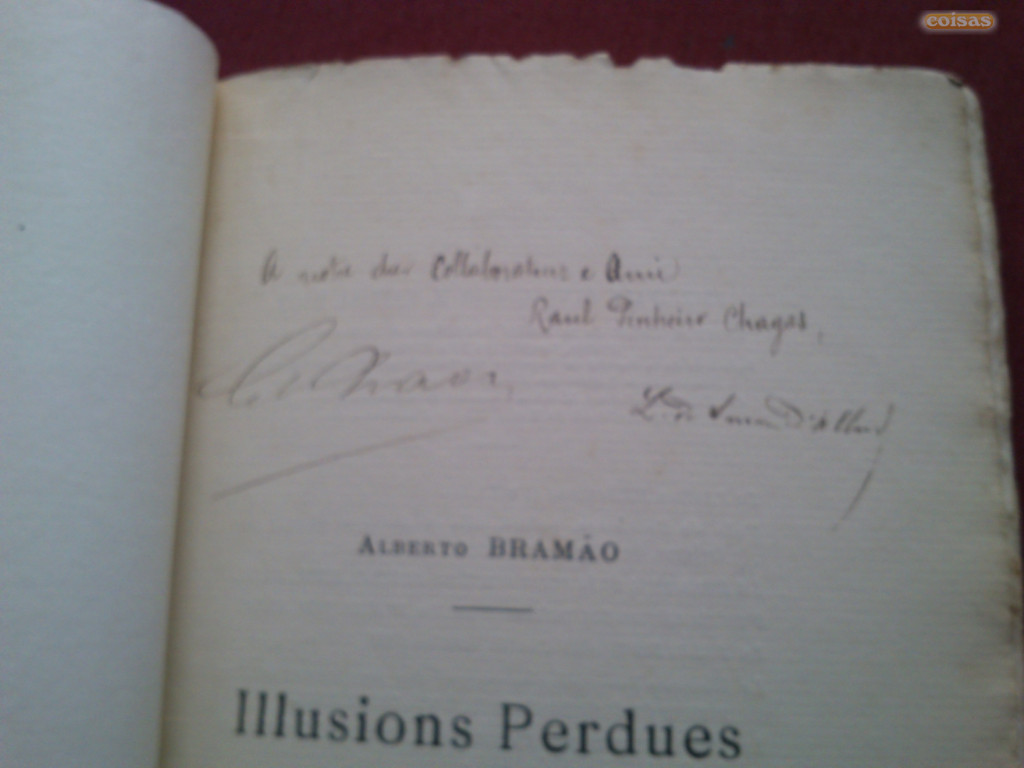 coisas
A notre cher Collaborateur e Ami
Raul Pinheiro Chagas,
ALBERTO BRAMÃO
Illusions Perdues